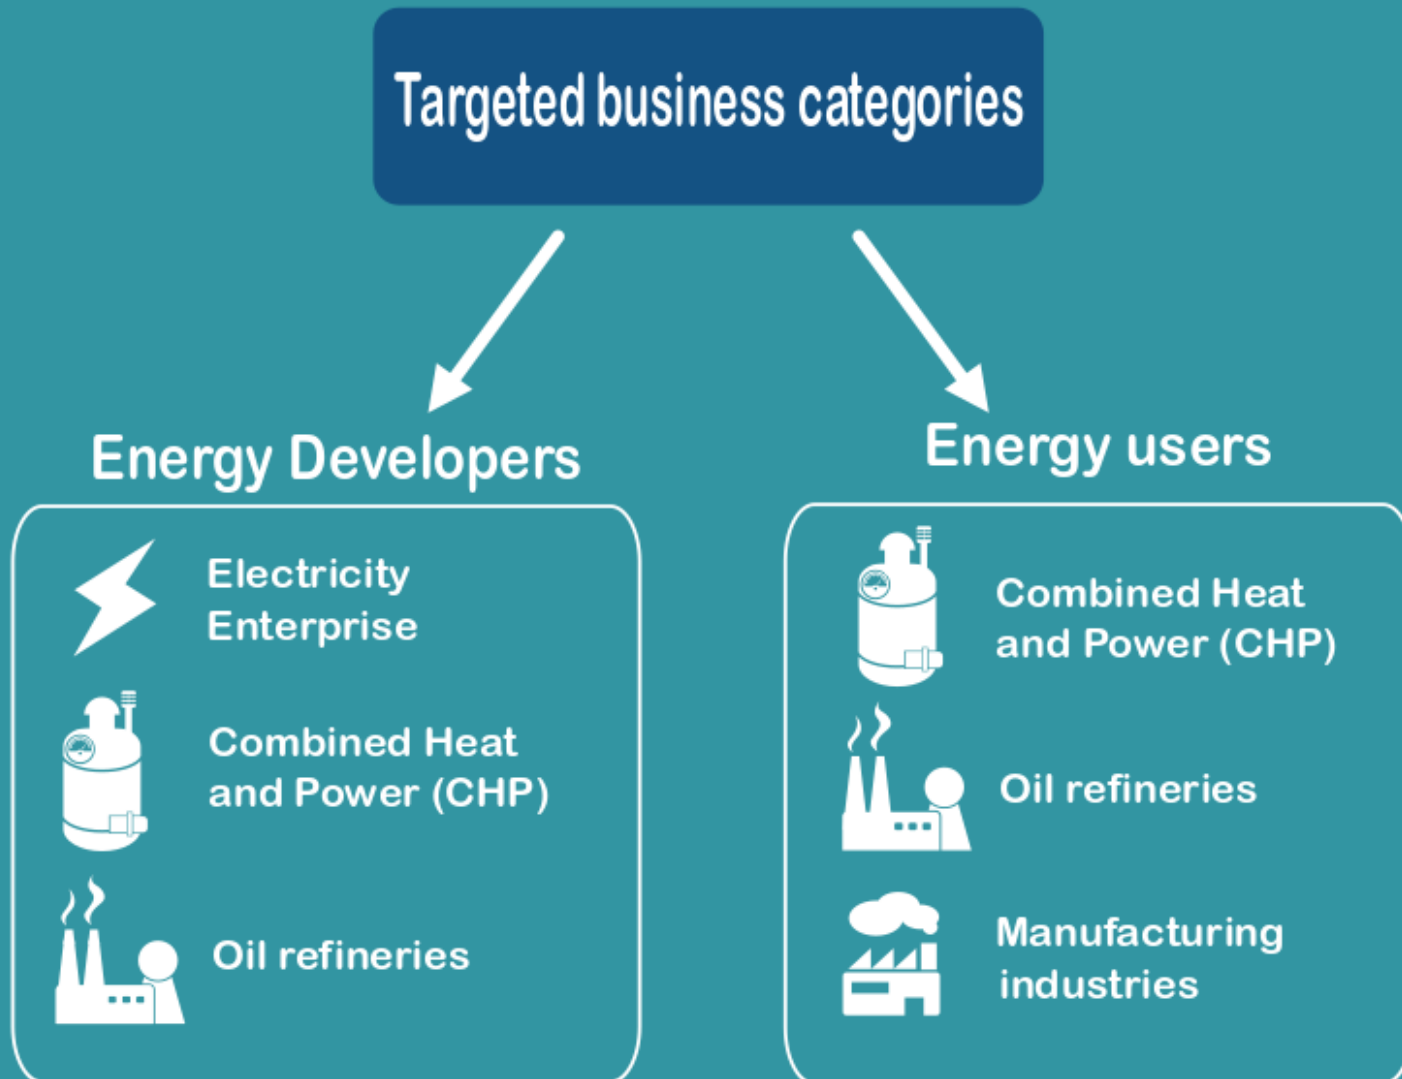 Targeted business categories
Energy Developers
Electricity
Enterprise
Combined Heat
and Power (CHP)
Oil refineries
Energy users
Combined Heat
and Power (CHP)
Oil refineries
Manufacturing
industries